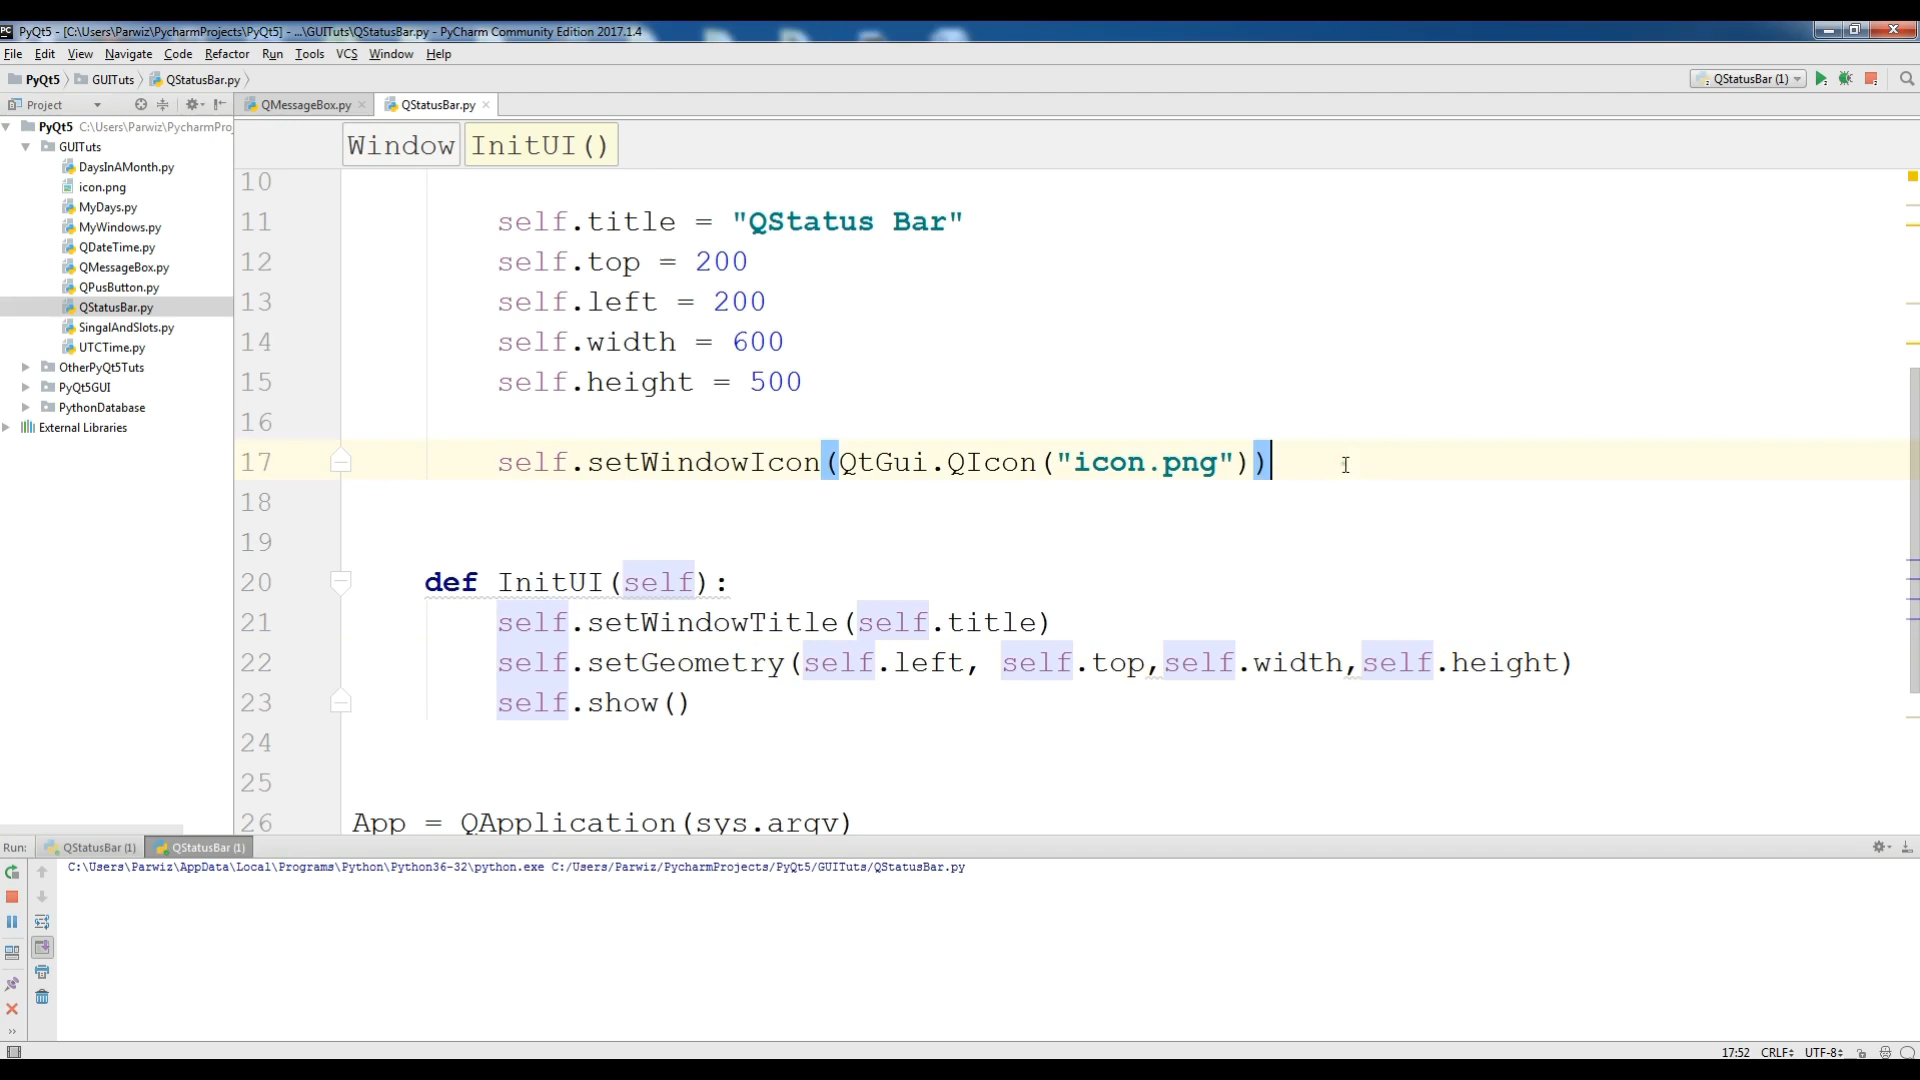 PyQt5 - [C:\Users\Parwiz\PycharmProjects\PyQt5] - ...\GUITuts\QStatusBar.py - PyCharm Community Edition 2017.1.4
File Edit View Navigate Code Refactor Run Tools VCS Window Help
PyQt5 GUITuts QStatusBar.py QStatusBar (1)
Project QMessageBox.py QStatusBar.py
PyQt5 C:\Users\Parwiz\PycharmPro
GUITuts
DaysInAMonth.py
icon.png
MyDays.py
MyWindows.py
QDateTime.py
QMessageBox.py
QPusButton.py
QStatusBar.py
SingalAndSlots.py
UTCTime.py
OtherPyQt5Tuts
PyQt5GUI
PythonDatabase
External Libraries
Window InitUI()
10
11 self.title = "QStatus Bar"
12 self.top = 200
13 self.left = 200
14 self.width = 600
15 self.height = 500
16
17 self.setWindowIcon(QtGui.QIcon("icon.png"))
18
19
20 def InitUI(self):
21 self.setWindowTitle(self.title)
22 self.setGeometry(self.left, self.top,self.width,self.height)
23 self.show()
24
25
26 App = QApplication(sys.argv)
Run: QStatusBar (1) QStatusBar (1)
C:\Users\Parwiz\AppData\Local\Programs\Python\Python36-32\python.exe C:/Users/Parwiz/PycharmProjects/PyQt5/GUITuts/QStatusBar.py
17:52 CRLF UTF-8